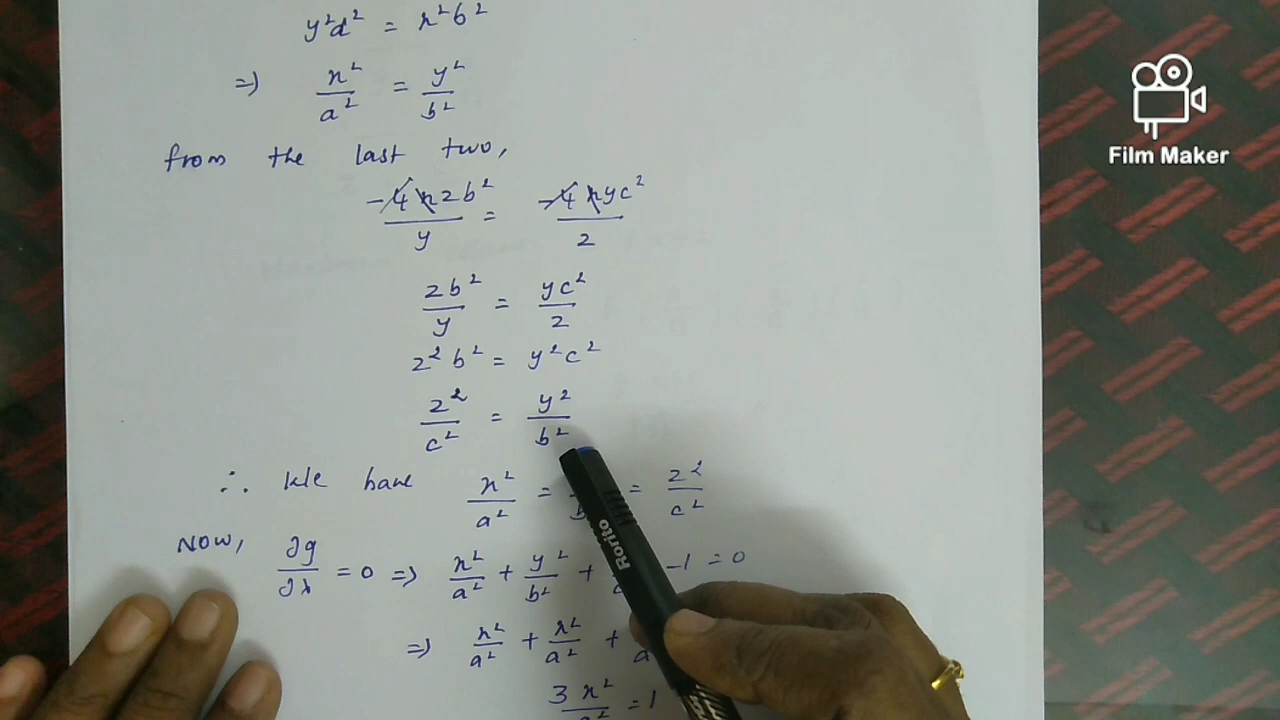 y²a² = x²b²
=> x²/a² = y²/b²
from the last two,
-4xzb²/y = -4xyc²/z
zb²/y = yc²/z
z²b² = y²c²
z²/c² = y²/b²
∴ We have x²/a² = = z²/c²
Now, ∂g/∂λ = 0 => x²/a² + y²/b² + -1 = 0
=> x²/a² + x²/a² +
3x²/a² = 1
Rorito
Film Maker